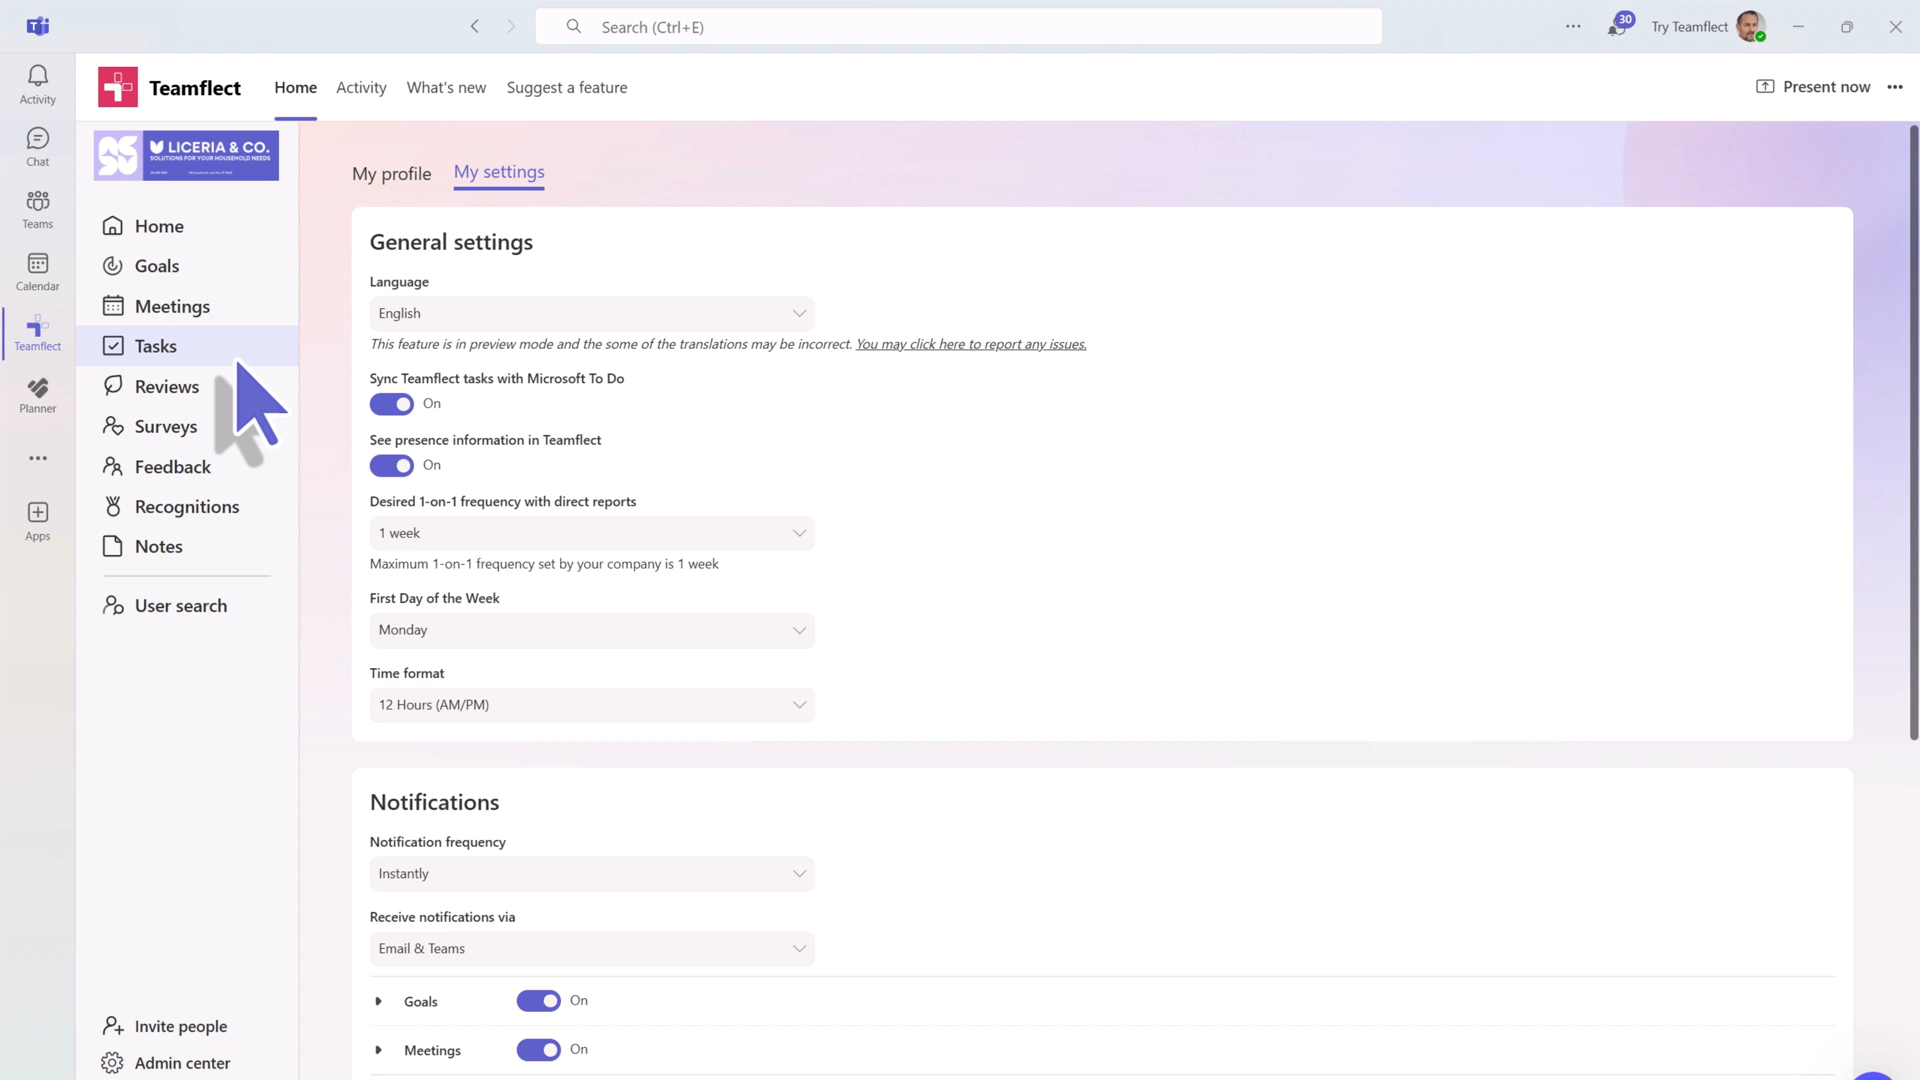 Search (Ctrl+E)
30
Try Teamflect
Activity
Chat
Teams
Calendar
Teamflect
Planner
Apps
Teamflect
Home
Activity
What's new
Suggest a feature
Present now
LICERIA & CO.
SOLUTIONS FOR YOUR HOUSEHOLD NEEDS
Home
Goals
Meetings
Tasks
Reviews
Surveys
Feedback
Recognitions
Notes
User search
Invite people
Admin center
My profile
My settings
General settings
Language
English
This feature is in preview mode and the some of the translations may be incorrect. You may click here to report any issues.
Sync Teamflect tasks with Microsoft To Do
On
See presence information in Teamflect
On
Desired 1-on-1 frequency with direct reports
1 week
Maximum 1-on-1 frequency set by your company is 1 week
First Day of the Week
Monday
Time format
12 Hours (AM/PM)
Notifications
Notification frequency
Instantly
Receive notifications via
Email & Teams
Goals
On
Meetings
On